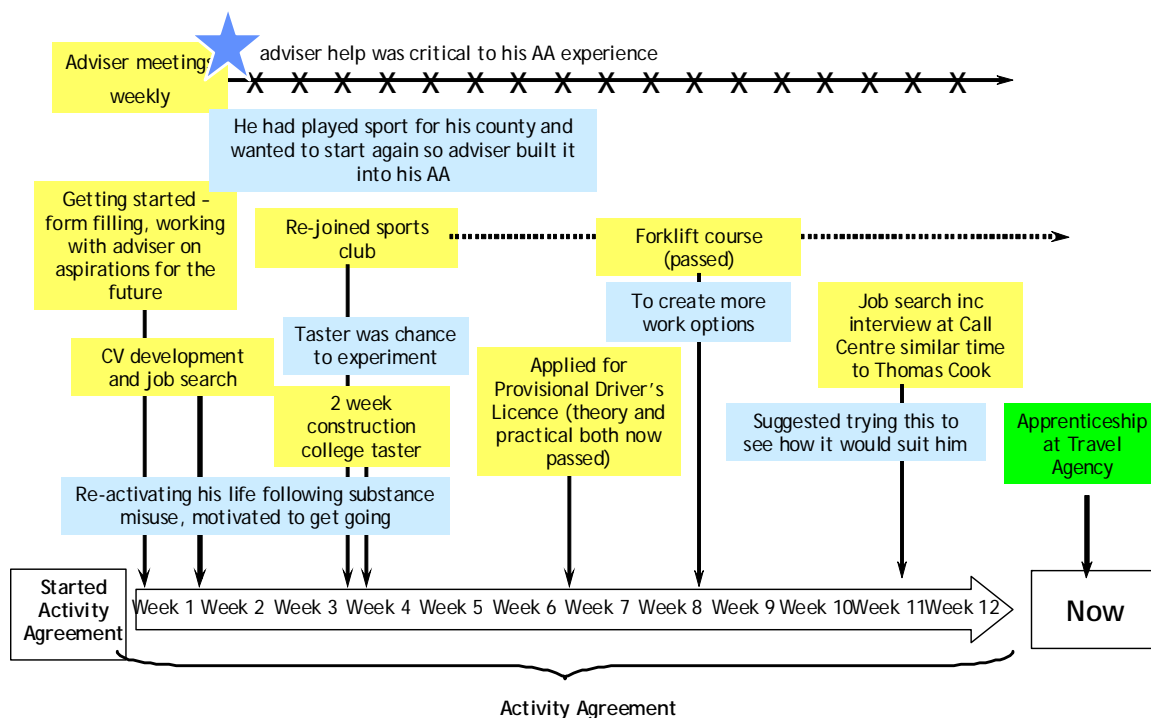 adviser help was critical to his AA experience
Adviser meetings
weekly
X X X X X X X X X X X X X X X X X
He had played sport for his county and
wanted to start again so adviser built it
into his AA
Getting started –
form filling, working
with adviser on
aspirations for the
future
Re-joined sports
club
Forklift course
(passed)
To create more
work options
Job search inc
interview at Call
Centre similar time
to Thomas Cook
Taster was chance
to experiment
CV development
and job search
Applied for
Provisional Driver's
Licence (theory and
practical both now
passed)
2 week
construction
college taster
Suggested trying this to
see how it would suit him
Apprenticeship
at Travel
Agency
Re-activating his life following substance
misuse, motivated to get going
Started
Activity
Agreement
Week 1 Week 2 Week 3 Week 4 Week 5 Week 6 Week 7 Week 8 Week 9 Week 10 Week 11 Week 12
Now
Activity Agreement